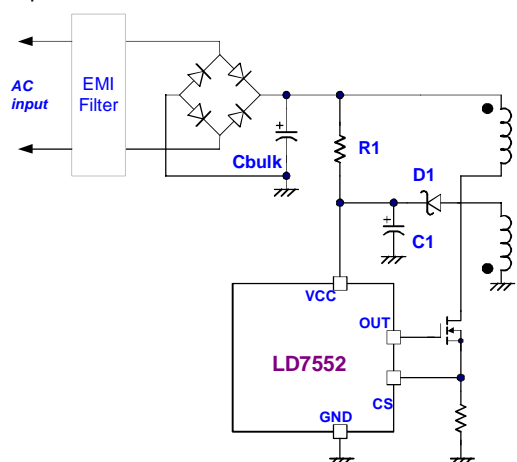 AC
input
EMI
Filter
+
Cbulk
R1
D1
+
C1
VCC
OUT
LD7552
CS
GND